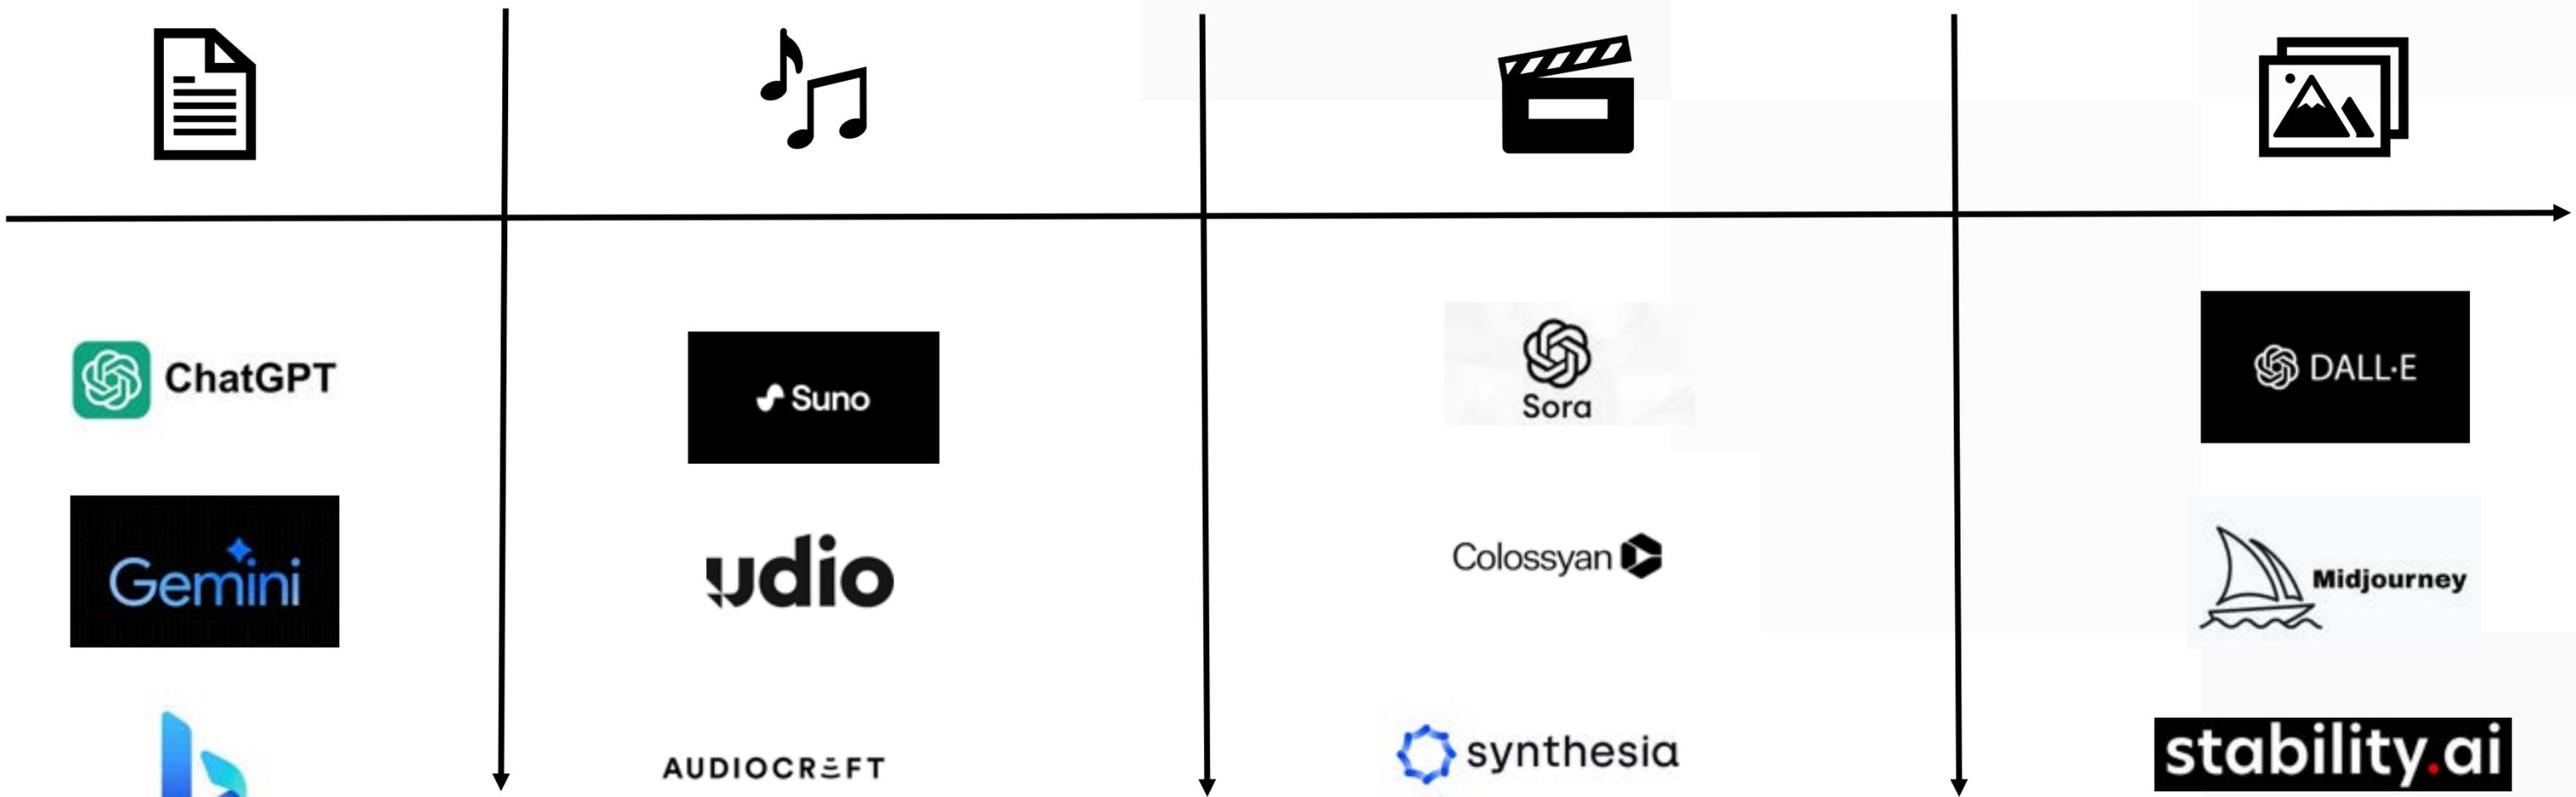 ChatGPT
Gemini
Suno
udio
AUDIOCRAFT
Sora
Colossyan
synthesia
DALL·E
Midjourney
stability.ai